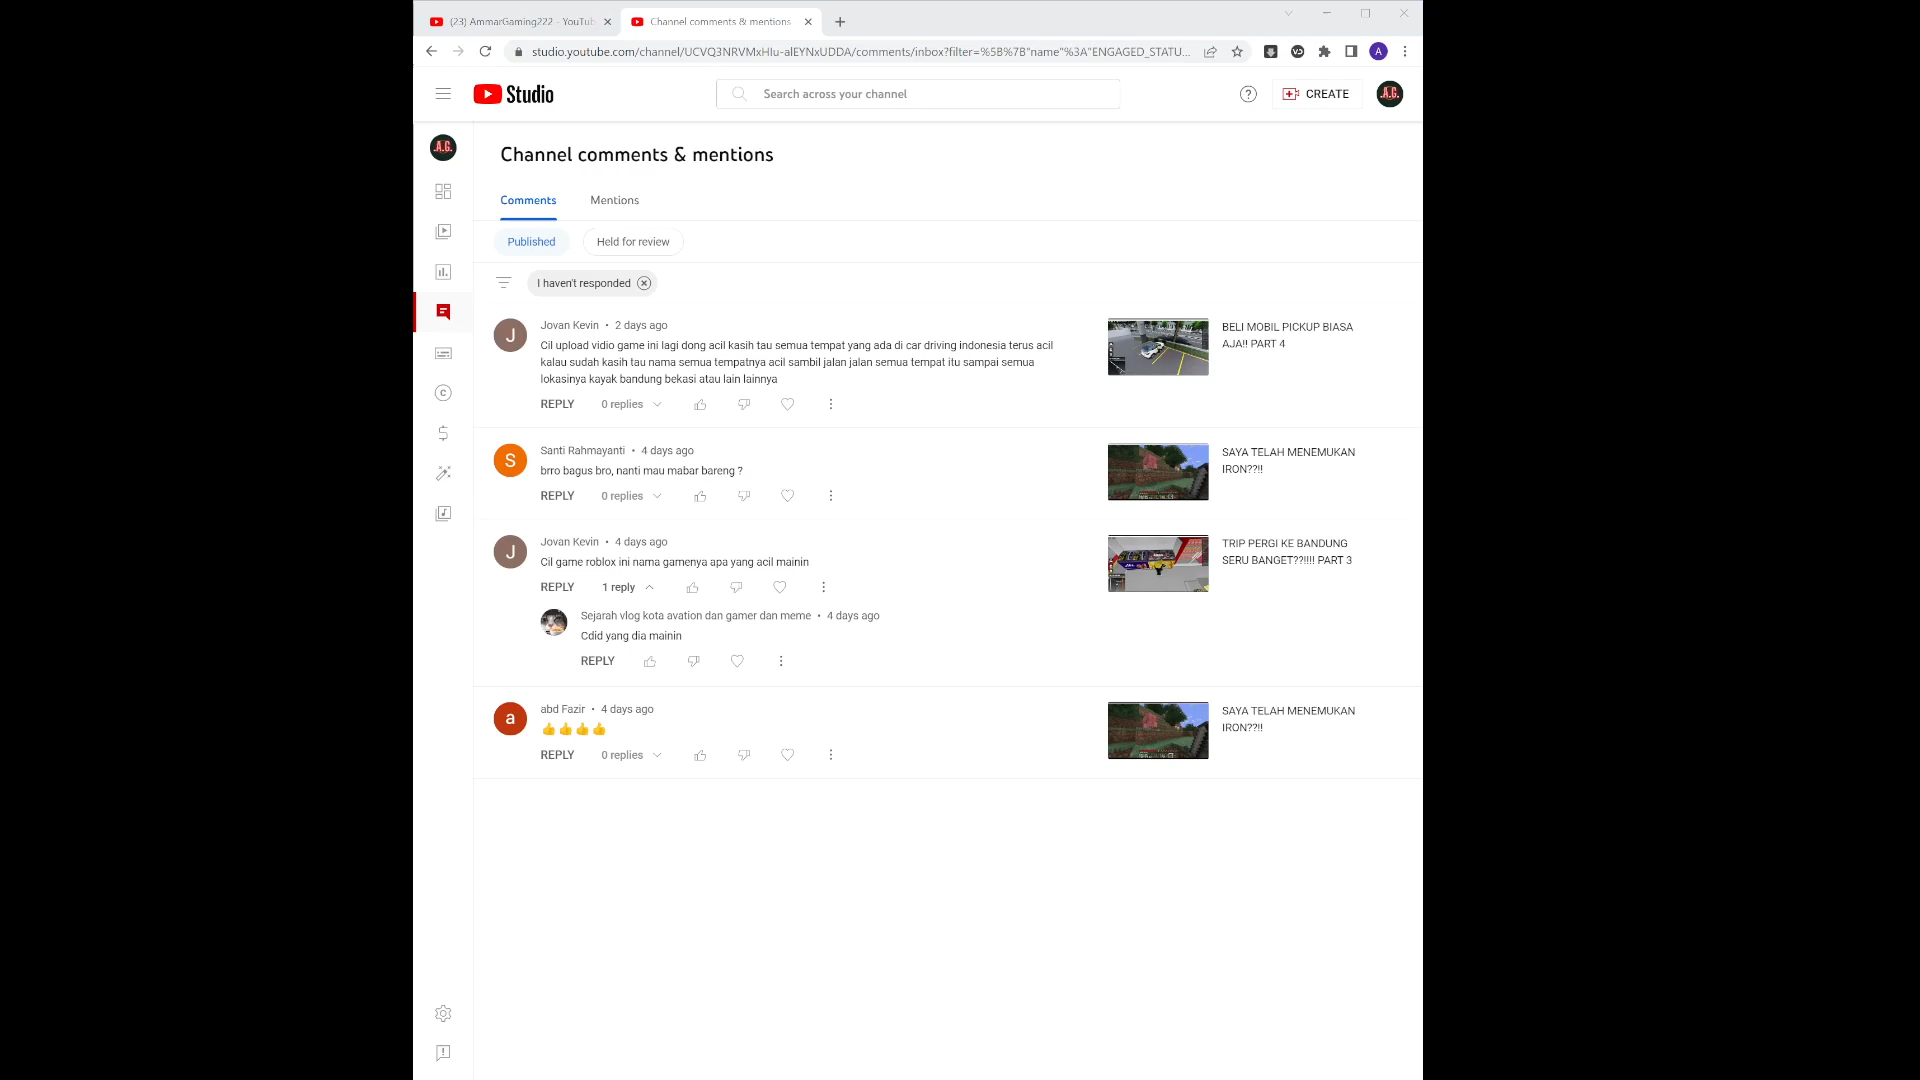 (23) AmmarGaming222 - YouTub
Channel comments & mentions
studio.youtube.com/channel/UCVQ3NRVMxHIu-alEYNxUDDA/comments/inbox?filter=%5B%7B"name"%3A"ENGAGED_STATU...
A
Studio
Search across your channel
CREATE
A.G.
A.G.
Channel comments & mentions
Comments
Mentions
Published
Held for review
I haven't responded
J
Jovan Kevin • 2 days ago
Cil upload vidio game ini lagi dong acil kasih tau semua tempat yang ada di car driving indonesia terus acil
kalau sudah kasih tau nama semua tempatnya acil sambil jalan jalan semua tempat itu sampai semua
lokasinya kayak bandung bekasi atau lain lainnya
REPLY 0 replies
BELI MOBIL PICKUP BIASA
AJA!! PART 4
S
Santi Rahmayanti • 4 days ago
brro bagus bro, nanti mau mabar bareng ?
REPLY 0 replies
SAYA TELAH MENEMUKAN
IRON??!!
J
Jovan Kevin • 4 days ago
Cil game roblox ini nama gamenya apa yang acil mainin
REPLY 1 reply
TRIP PERGI KE BANDUNG
SERU BANGET??!!!! PART 3
Sejarah vlog kota avation dan gamer dan meme • 4 days ago
Cdid yang dia mainin
REPLY
a
abd Fazir • 4 days ago
👍👍👍👍
REPLY 0 replies
SAYA TELAH MENEMUKAN
IRON??!!